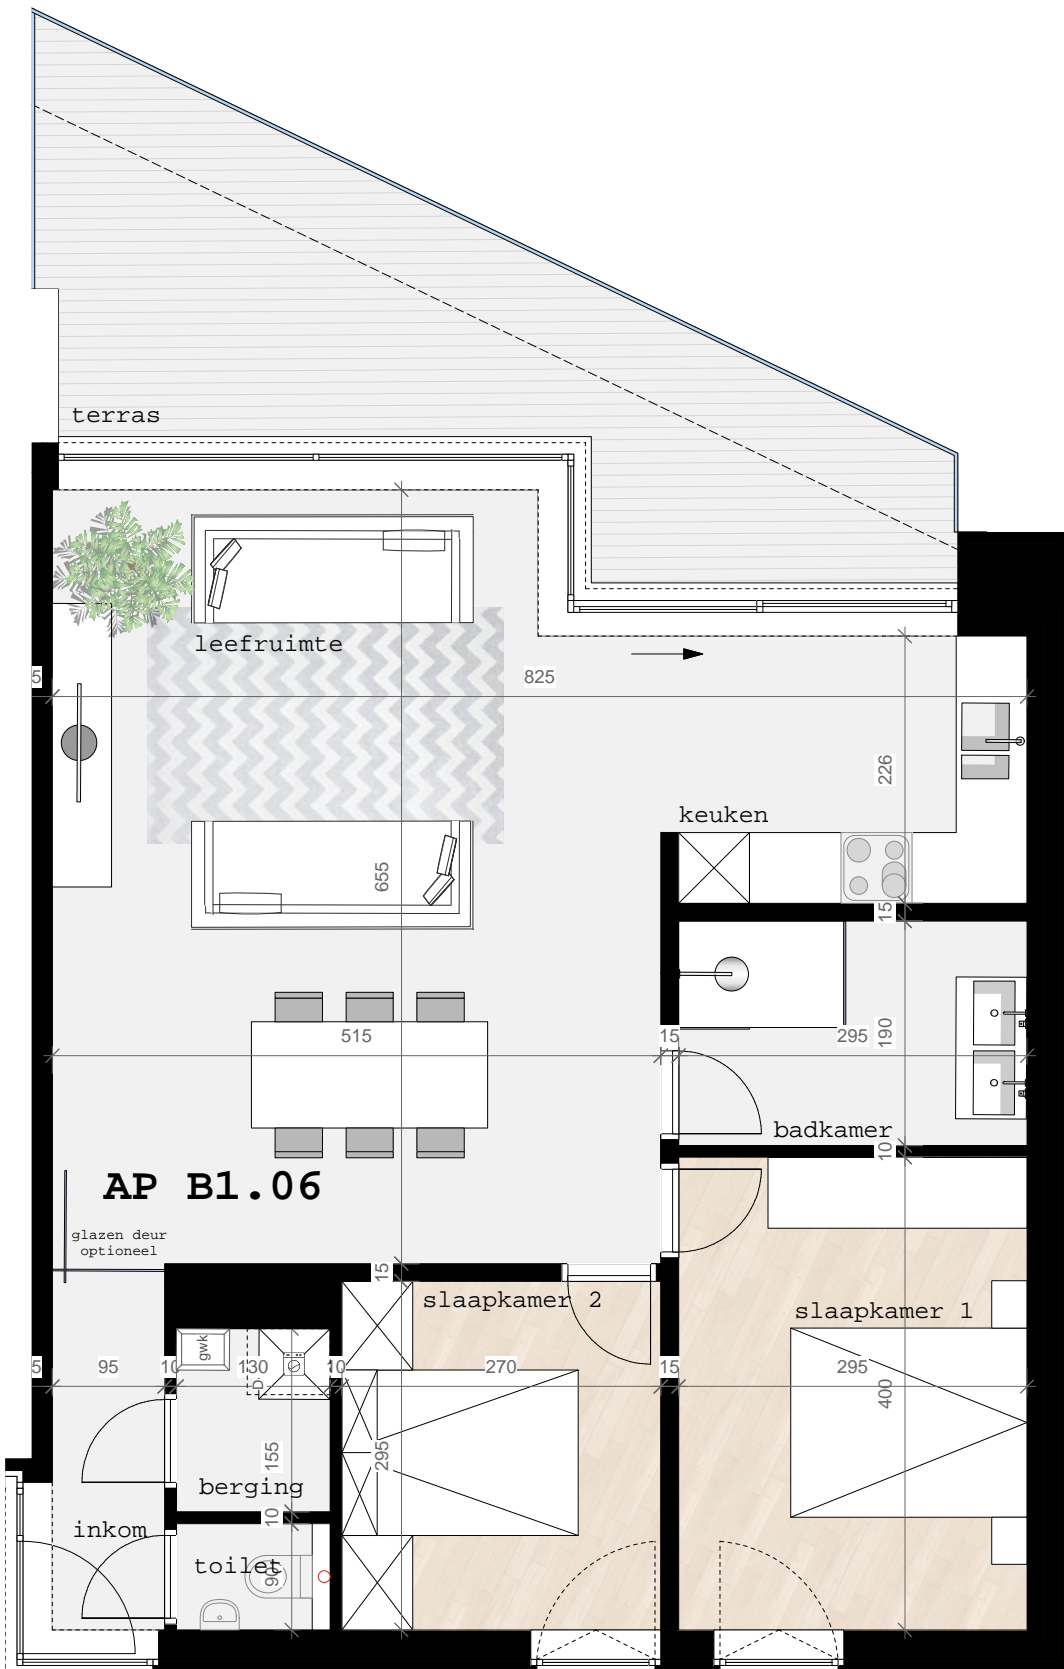 terras
leefruimte
5
825
226
keuken
655
15
515
15
295
190
badkamer
10
AP B1.06
glazen deur
optioneel
15
slaapkamer 2
slaapkamer 1
gwk
D
5
95
10
130
10
270
15
295
400
295
155
berging
10
inkom
toilet
90